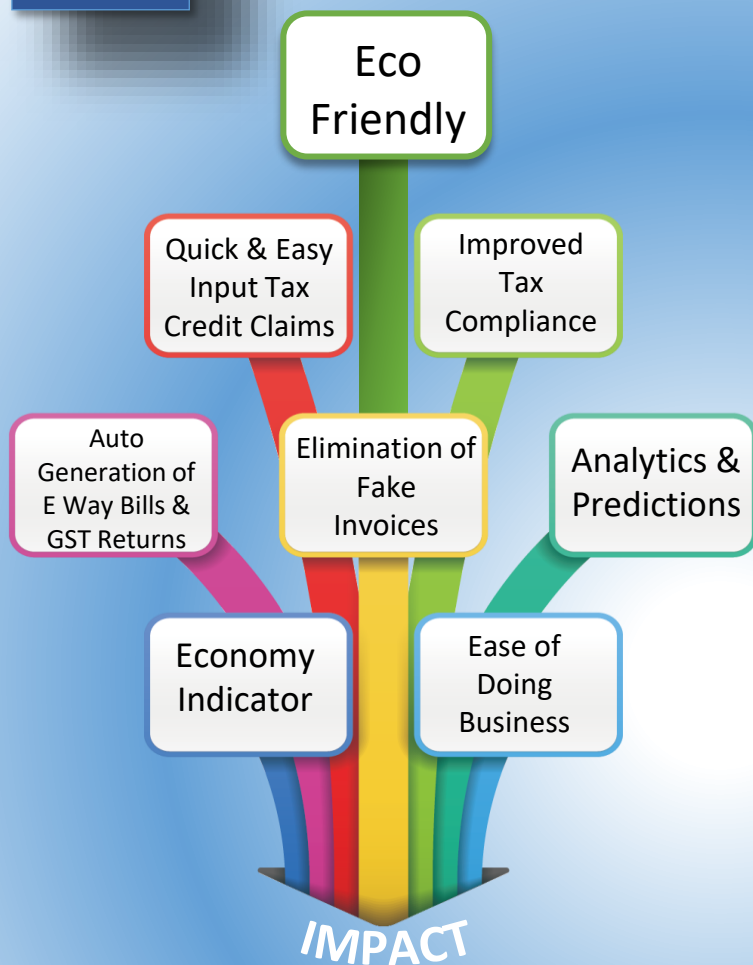 Eco
Friendly
Quick & Easy
Input Tax
Credit Claims
Improved
Tax
Compliance
Auto
Generation of
E Way Bills &
GST Returns
Elimination of
Fake
Invoices
Analytics &
Predictions
Economy
Indicator
Ease of
Doing
Business
IMPACT